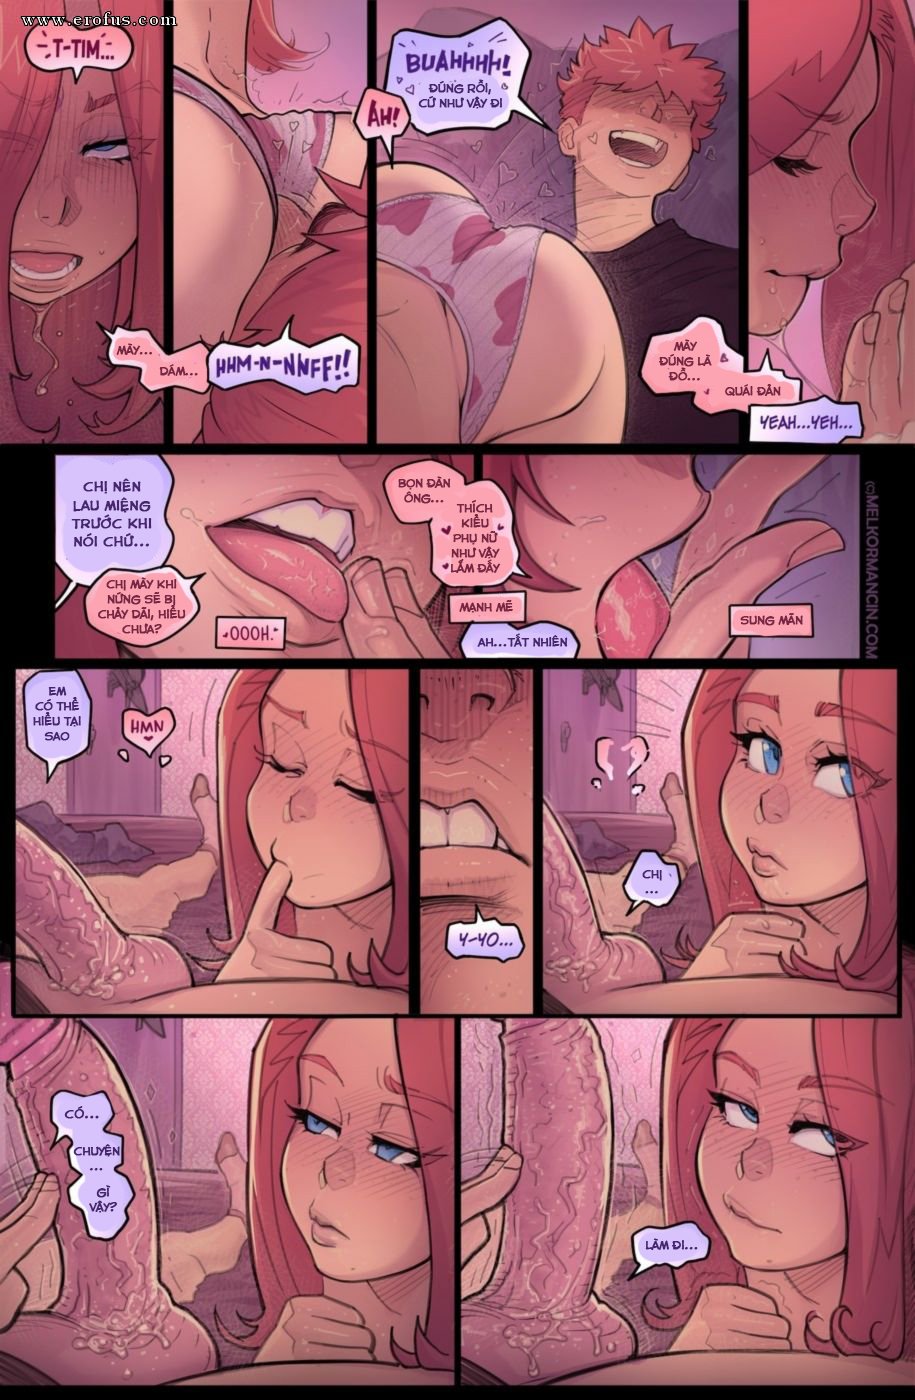 www.erofus.com
T-TIM...
BUAHHHH!
ĐÚNG RỒI,
CỨ NHƯ VẬY ĐI
AH!
MÀY...
DÁM...
HHM-N-NNFF!!
MÀY
ĐÚNG LÀ
ĐỒ...
QUÁI ĐẢN
YEAH...YEH...
CHỊ NÊN
LAU MIỆNG
TRƯỚC KHI
NÓI CHỨ...
CHỊ MÀY KHI
NỨNG SẼ BỊ
CHẢY DÃI, HIỂU
CHƯA?
OOOH.
BỌN ĐÀN
ÔNG...
THÍCH
KIỂU
PHỤ NỮ
NHƯ VẬY
LẮM ĐẤY
MẠNH MẼ
AH...TẤT NHIÊN
SUNG MÃN
(C)MELKORMANCIN.COM
EM
CÓ THỂ
HIỂU TẠI
SAO
HMN
Y-YO...
??
CHỊ
...
CÓ...
CHUYỆN
...
GÌ
VẬY?
LÀM ĐI...